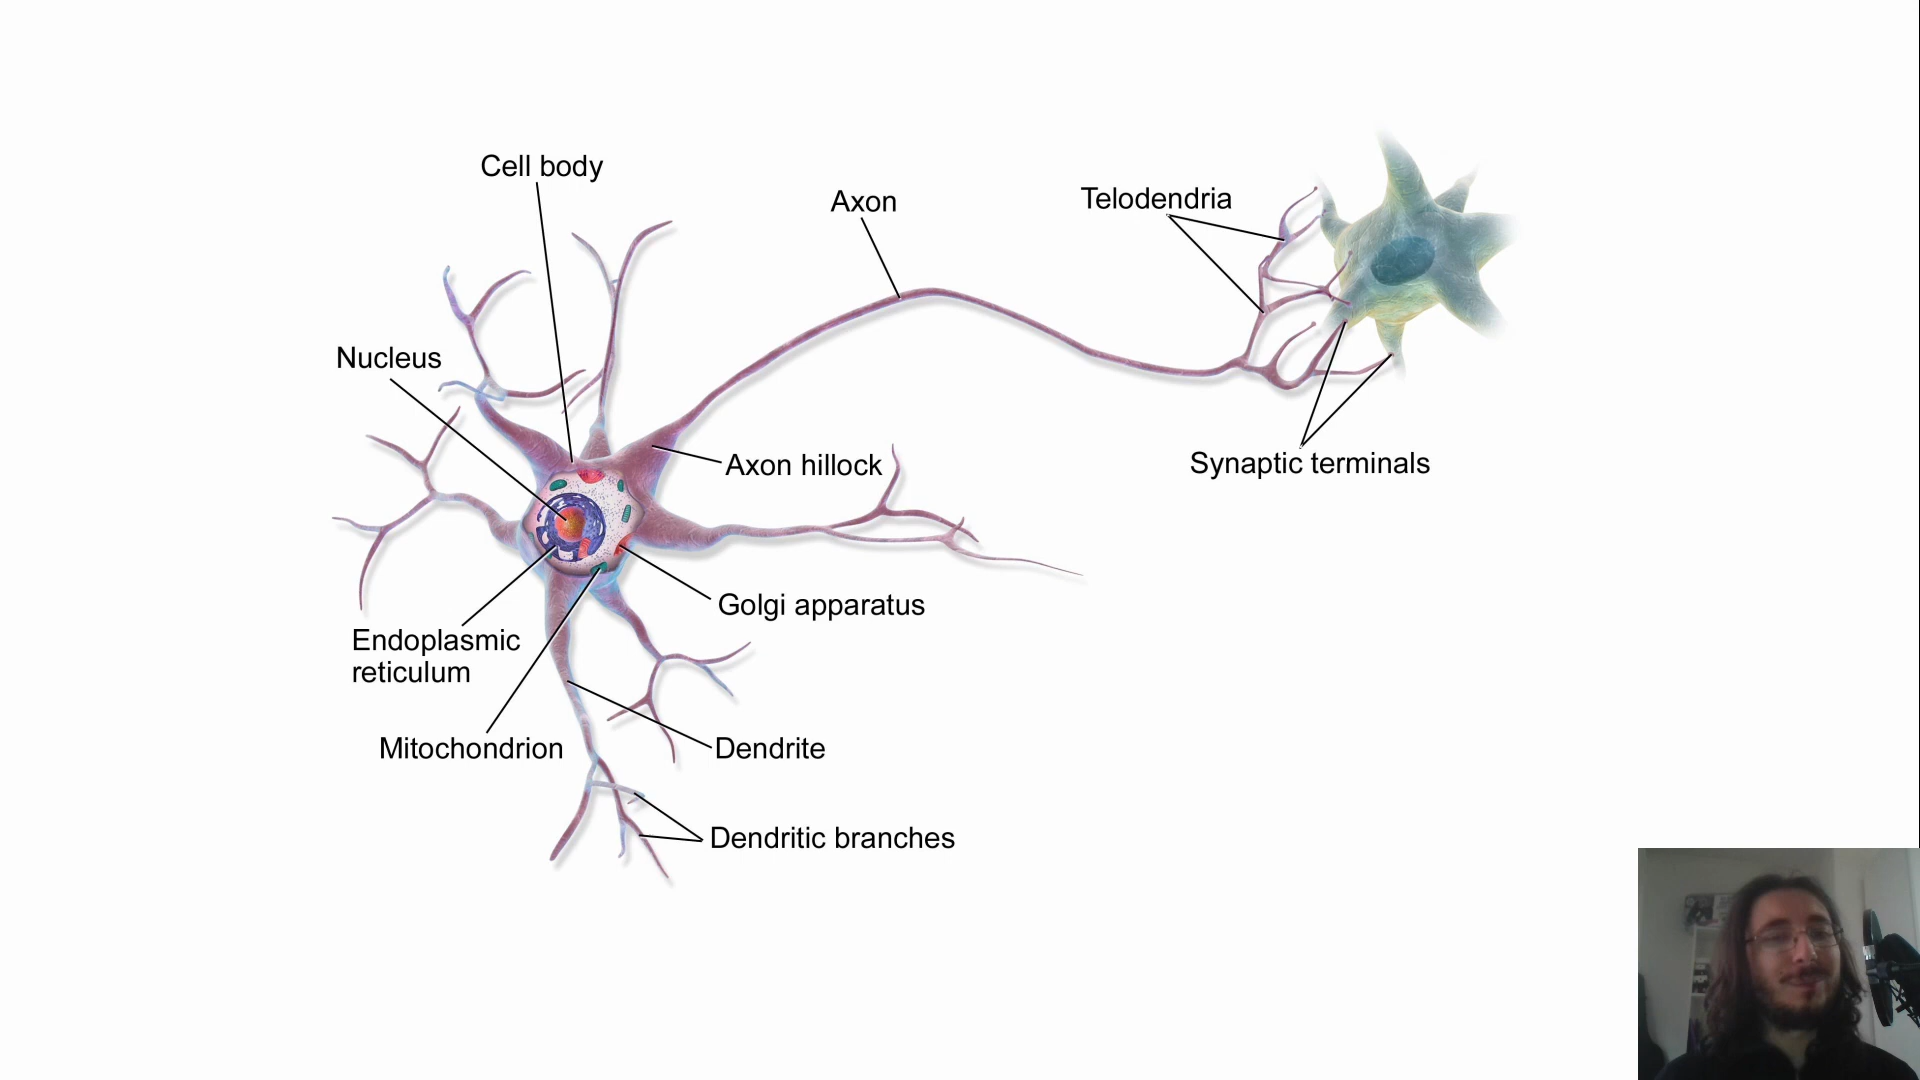 Cell body
Axon
Telodendria
Nucleus
Axon hillock
Synaptic terminals
Golgi apparatus
Endoplasmic
reticulum
Mitochondrion
Dendrite
Dendritic branches